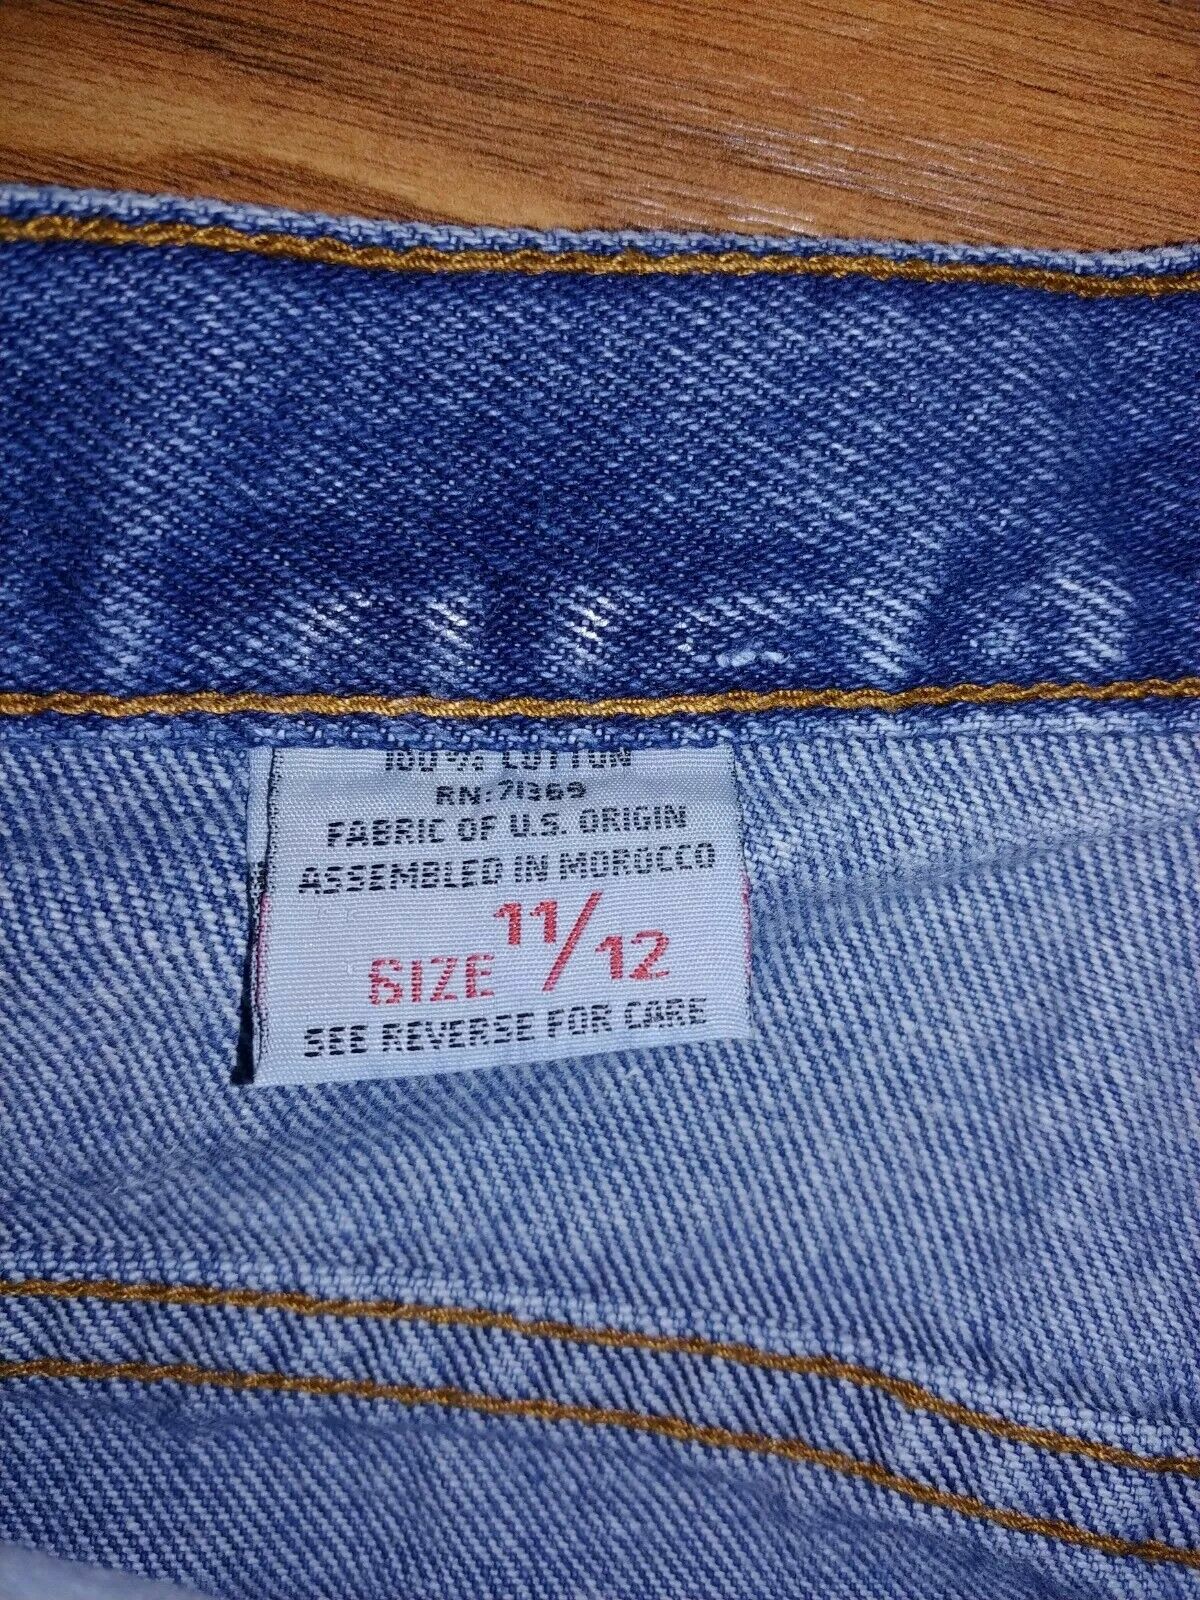 100% COTTON
RN: 71369
FABRIC OF U.S. ORIGIN
ASSEMBLED IN MOROCCO
SIZE 11/12
SEE REVERSE FOR CARE